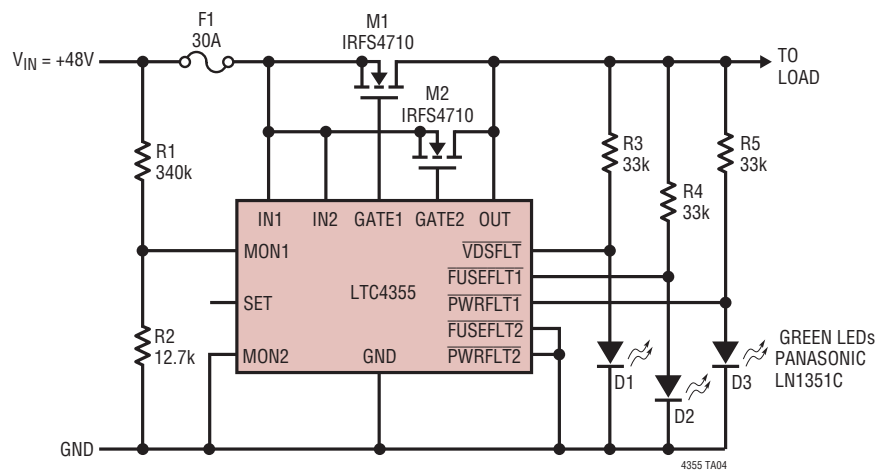 F1
30A
VIN = +48V
M1
IRFS4710
M2
IRFS4710
TO
LOAD
R1
340k
R3
33k
R4
33k
R5
33k
IN1 IN2 GATE1 GATE2 OUT
MON1
VDSFLT
FUSEFLT1
SET
LTC4355
PWRFLT1
FUSEFLT2
R2
12.7k
MON2
GND
PWRFLT2
GREEN LEDs
PANASONIC
LN1351C
D1
D2
D3
GND
4355 TA04